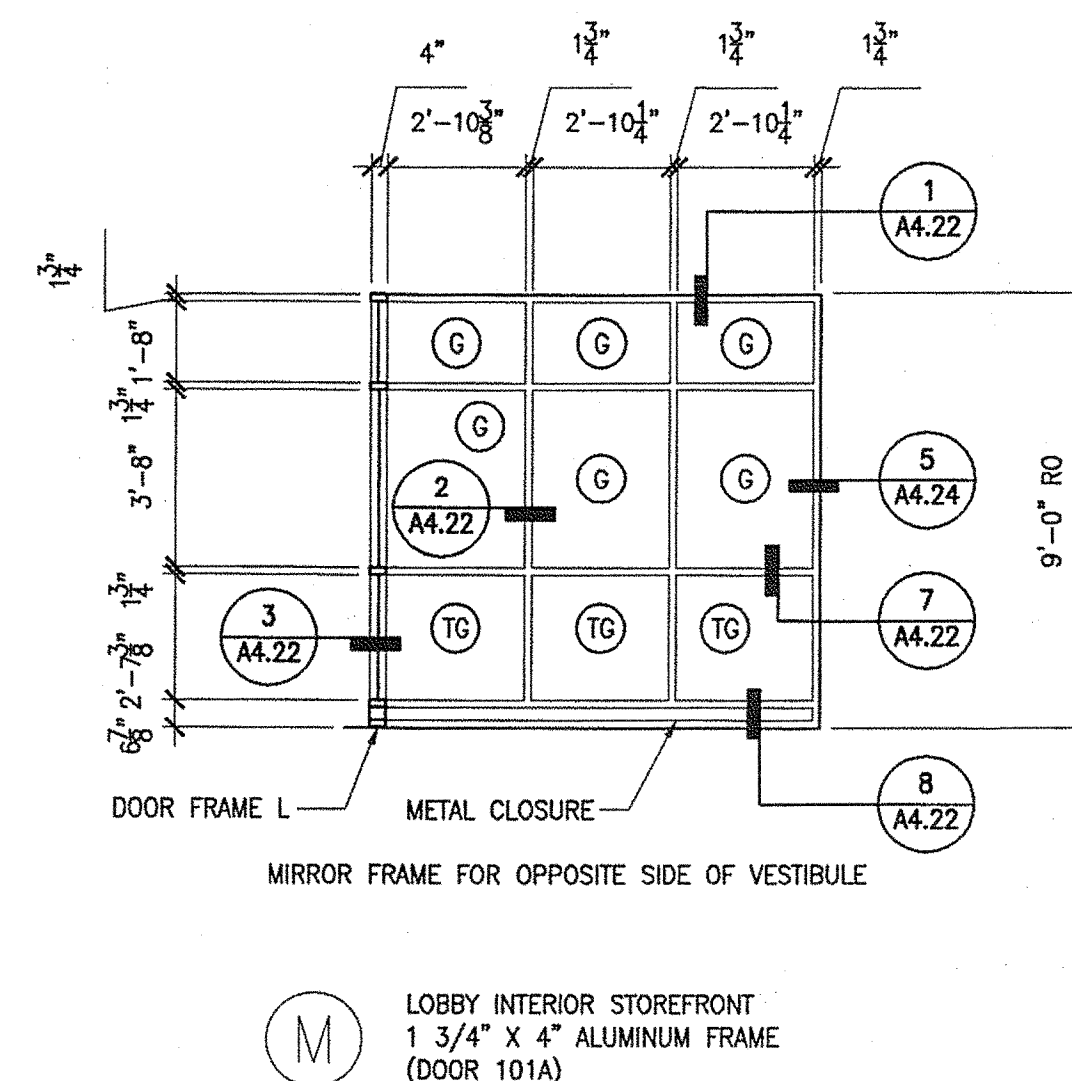 4" 1 3/4" 1 3/4" 1 3/4"
2'-10 3/8" 2'-10 1/4" 2'-10 1/4"
1
A4.22
1 3/4"
1'-8"
G G G
1 3/4"
G
3'-8"
2
A4.22
G G
5
A4.24
9'-0" RO
1 3/4"
3
A4.22
TG TG TG
7
A4.22
2'-7 3/8"
6 7/8"
DOOR FRAME L METAL CLOSURE
8
A4.22
MIRROR FRAME FOR OPPOSITE SIDE OF VESTIBULE
M
LOBBY INTERIOR STOREFRONT
1 3/4" X 4" ALUMINUM FRAME
(DOOR 101A)